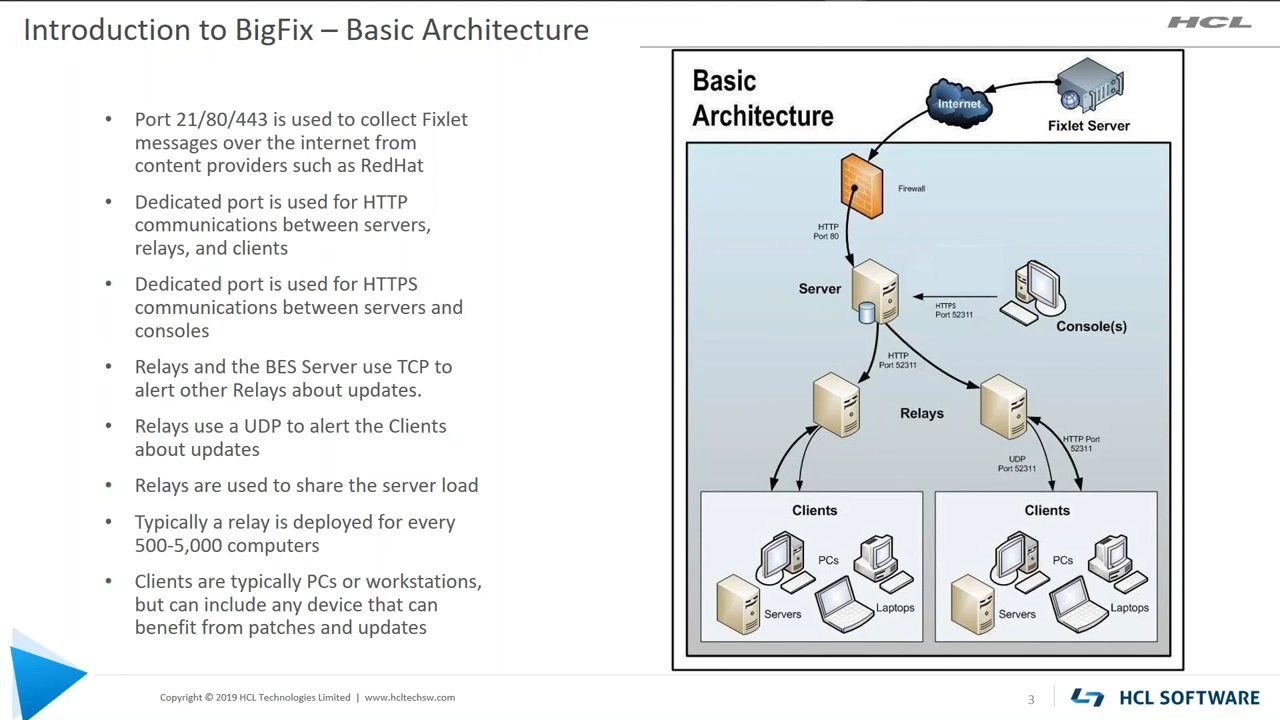 Introduction to BigFix – Basic Architecture
HCL
• Port 21/80/443 is used to collect Fixlet
messages over the internet from
content providers such as RedHat
• Dedicated port is used for HTTP
communications between servers,
relays, and clients
• Dedicated port is used for HTTPS
communications between servers and
consoles
• Relays and the BES Server use TCP to
alert other Relays about updates.
• Relays use a UDP to alert the Clients
about updates
• Relays are used to share the server load
• Typically a relay is deployed for every
500-5,000 computers
• Clients are typically PCs or workstations,
but can include any device that can
benefit from patches and updates
Basic
Architecture
Internet
Fixlet Server
Firewall
HTTP
Port 80
Server
HTTPS
Port 52311
Console(s)
HTTP
Port 52311
Relays
HTTP Port
52311
UDP
Port 52311
Clients
PCs
Servers
Laptops
Clients
PCs
Servers
Laptops
Copyright © 2019 HCL Technologies Limited | www.hcltechsw.com
3
HCL SOFTWARE